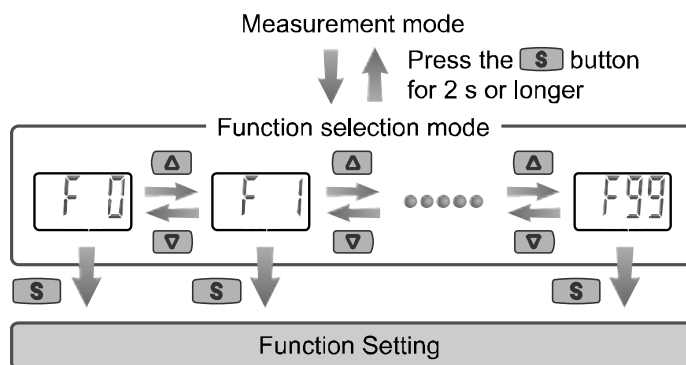 Measurement mode
Press the S button
for 2 s or longer
Function selection mode
F 0 F 1 F99
S S S
Function Setting